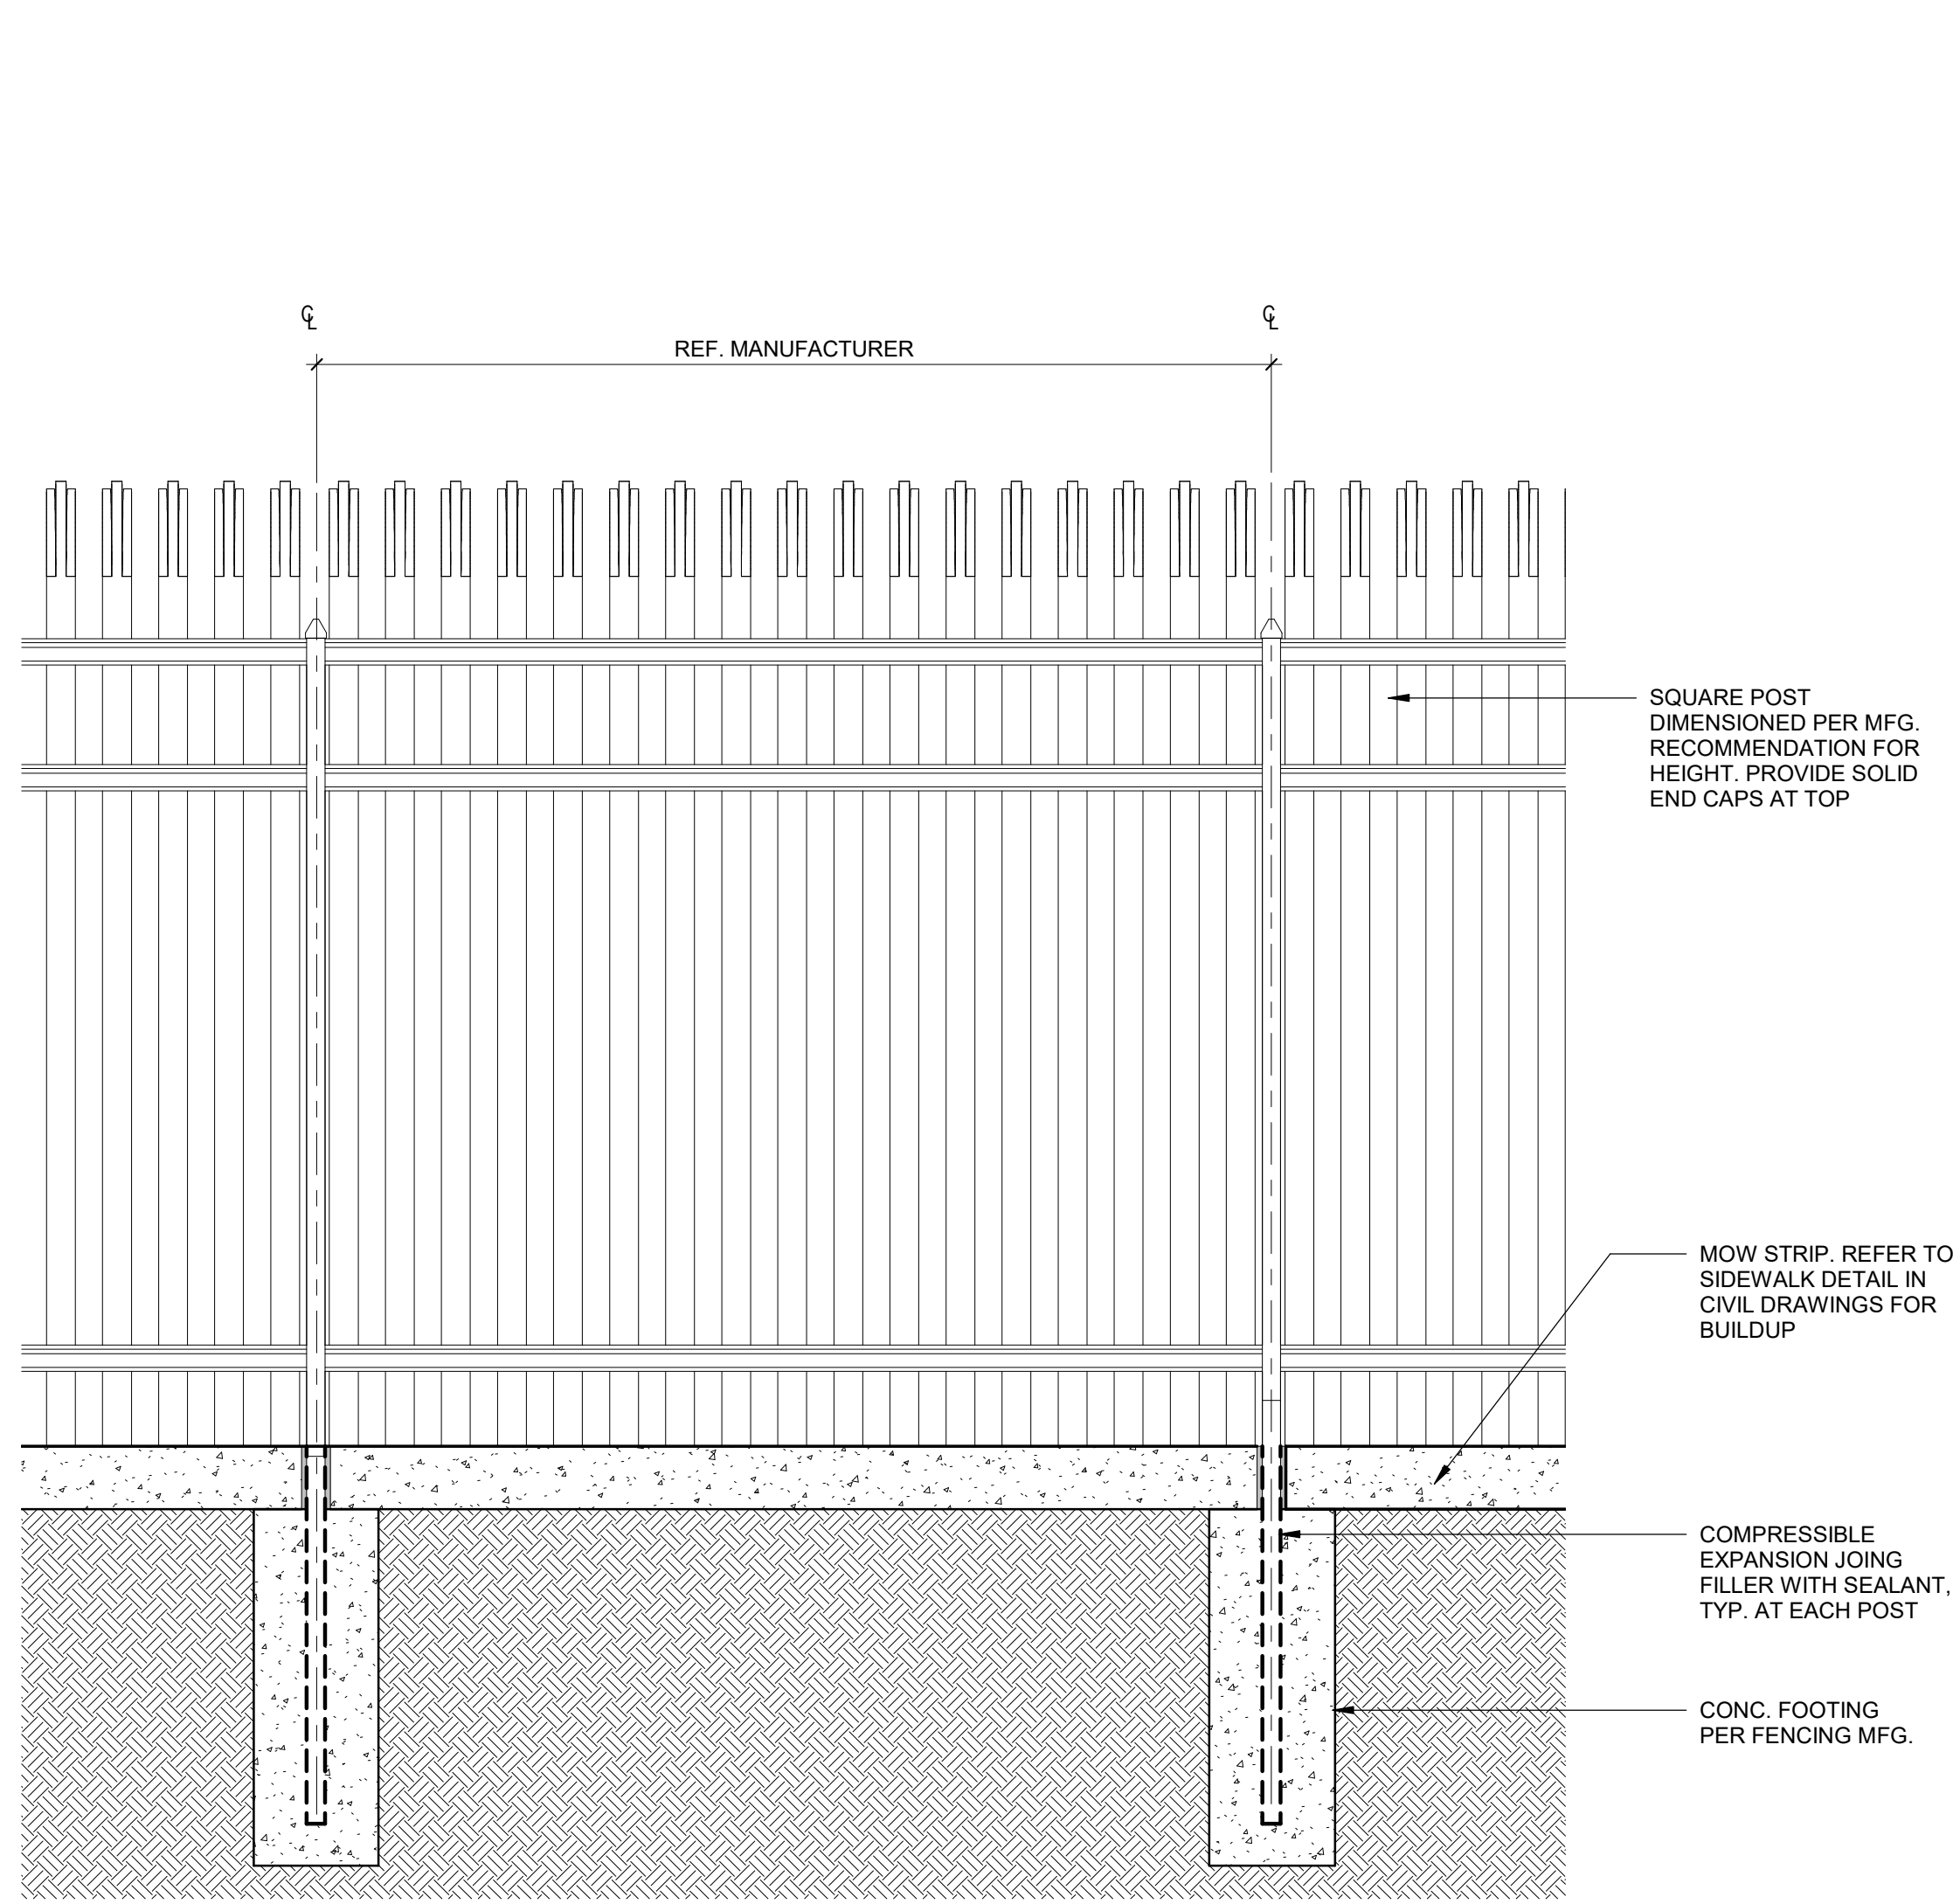 ℄ ℄
REF. MANUFACTURER
SQUARE POST
DIMENSIONED PER MFG.
RECOMMENDATION FOR
HEIGHT. PROVIDE SOLID
END CAPS AT TOP
MOW STRIP. REFER TO
SIDEWALK DETAIL IN
CIVIL DRAWINGS FOR
BUILDUP
COMPRESSIBLE
EXPANSION JOING
FILLER WITH SEALANT,
TYP. AT EACH POST
CONC. FOOTING
PER FENCING MFG.